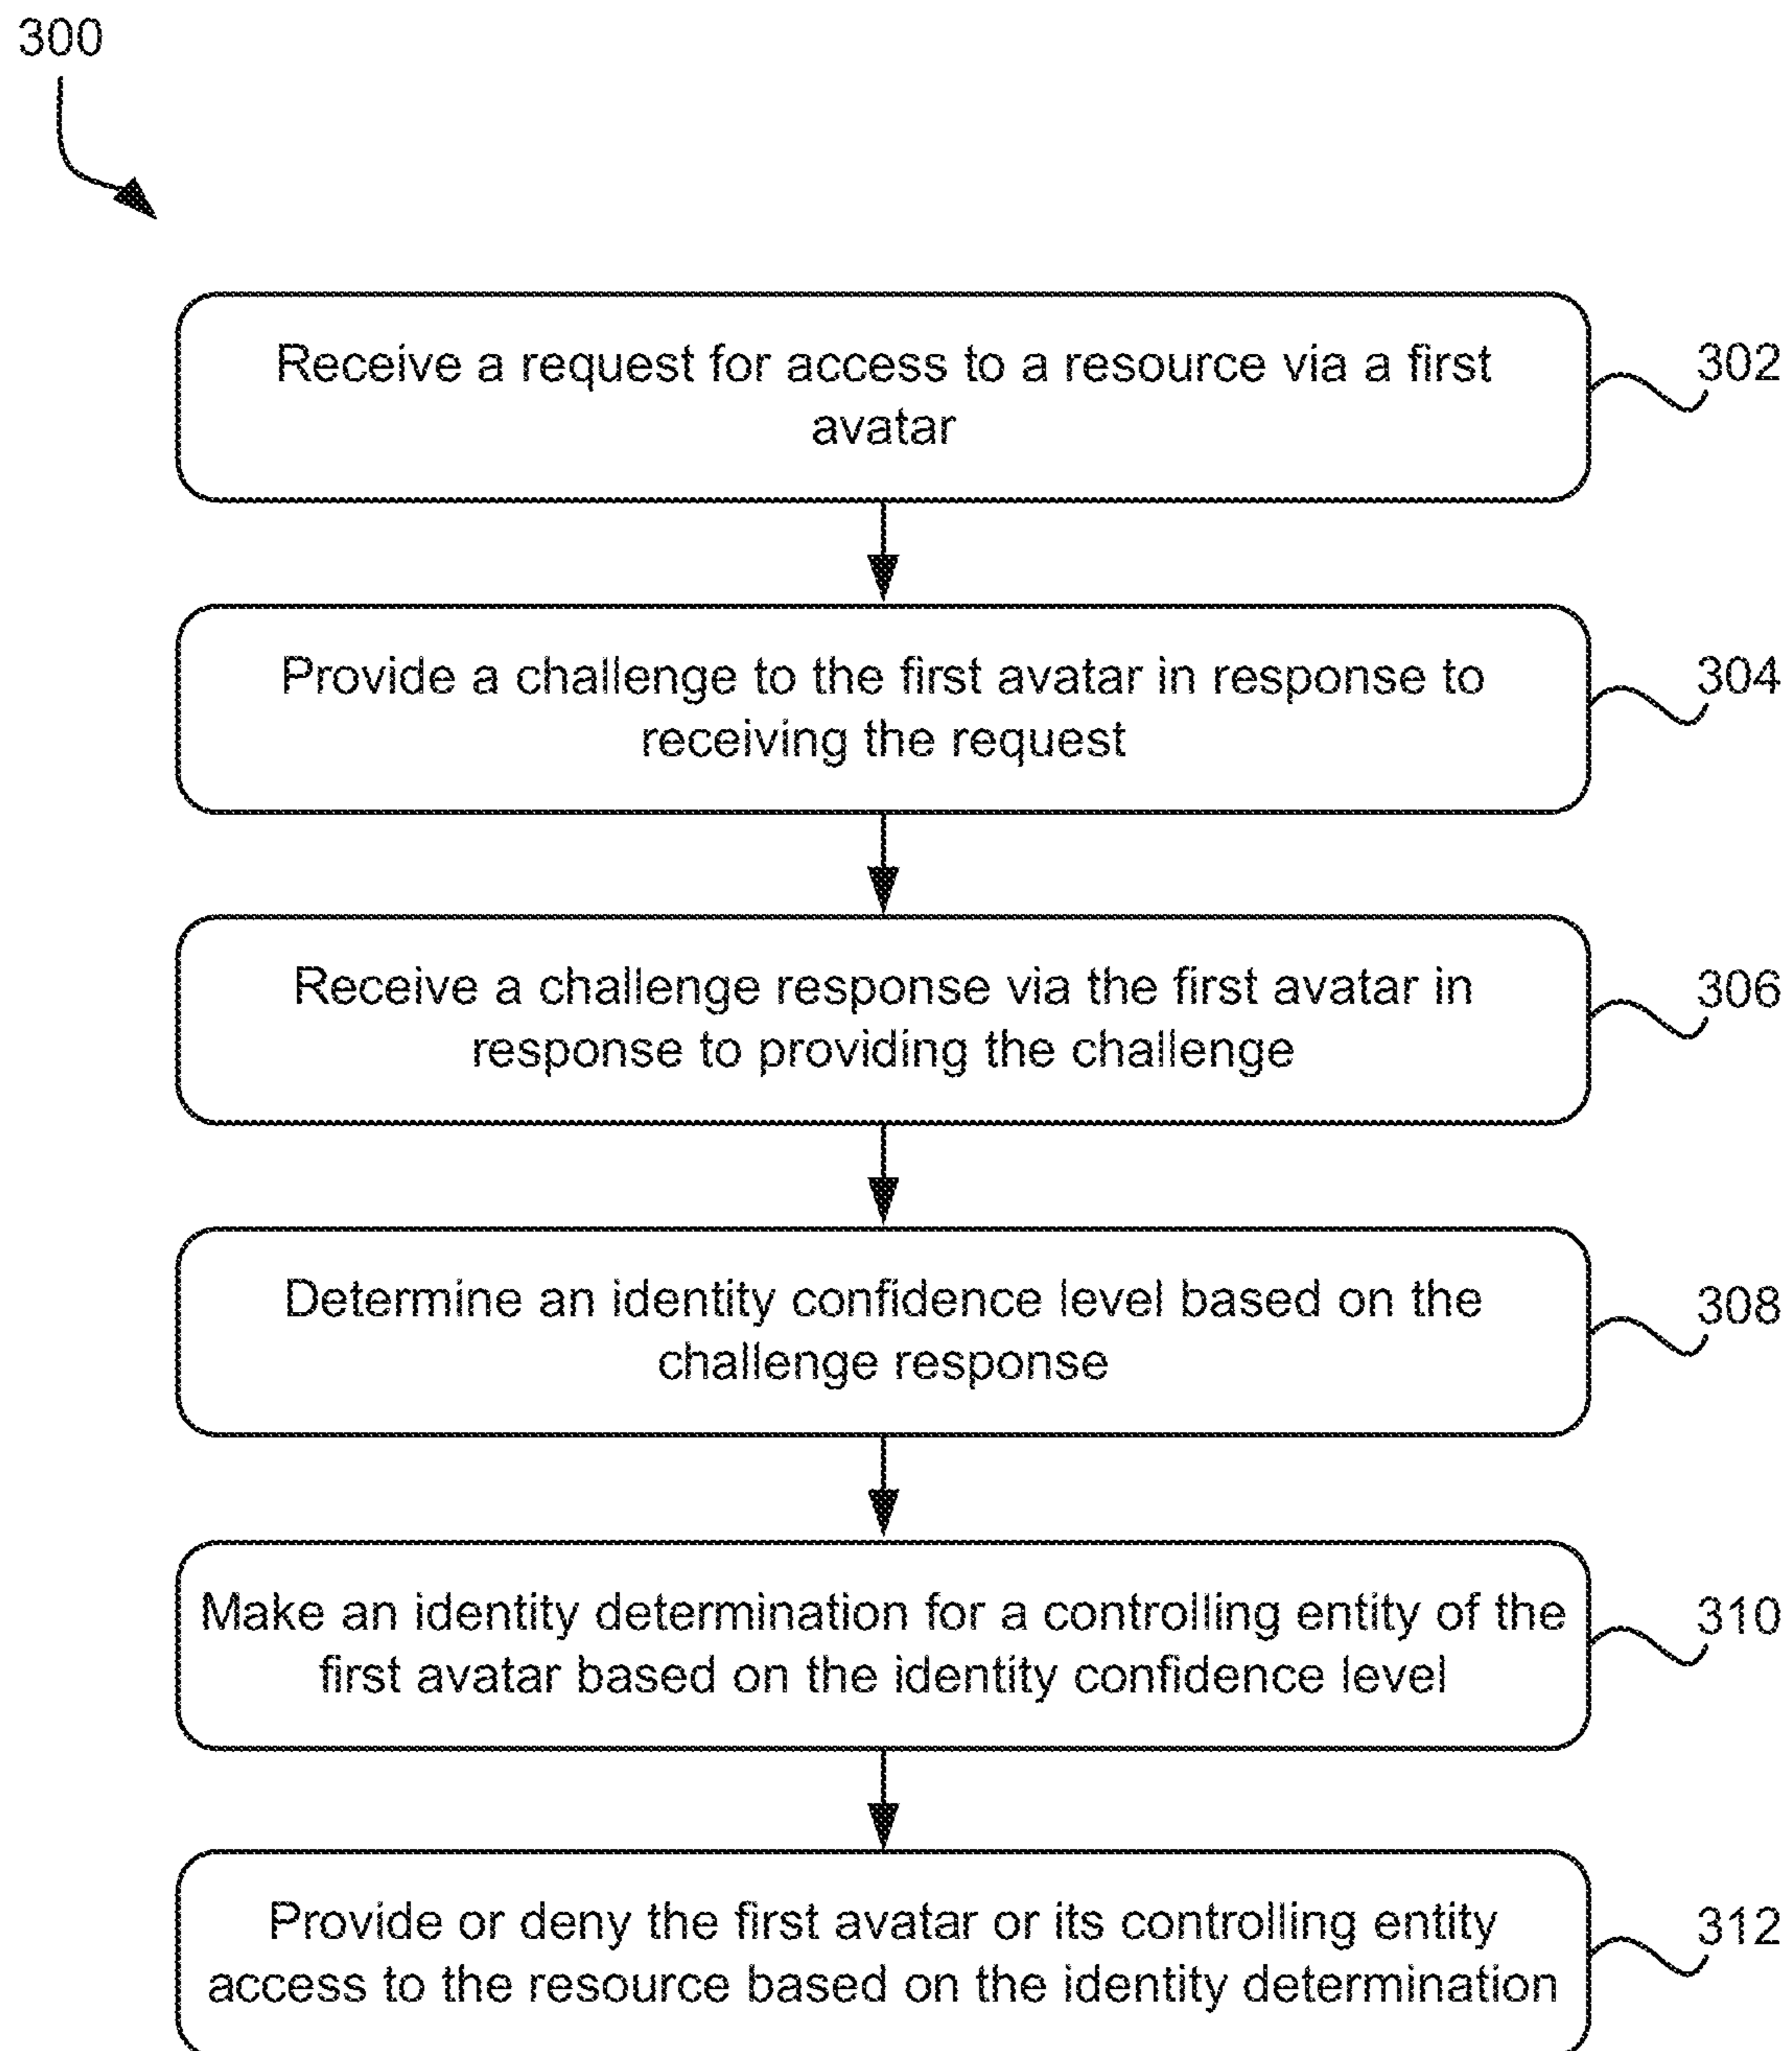 300
Receive a request for access to a resource via a first
avatar
302
Provide a challenge to the first avatar in response to
receiving the request
304
Receive a challenge response via the first avatar in
response to providing the challenge
306
Determine an identity confidence level based on the
challenge response
308
Make an identity determination for a controlling entity of the
first avatar based on the identity confidence level
310
Provide or deny the first avatar or its controlling entity
access to the resource based on the identity determination
312